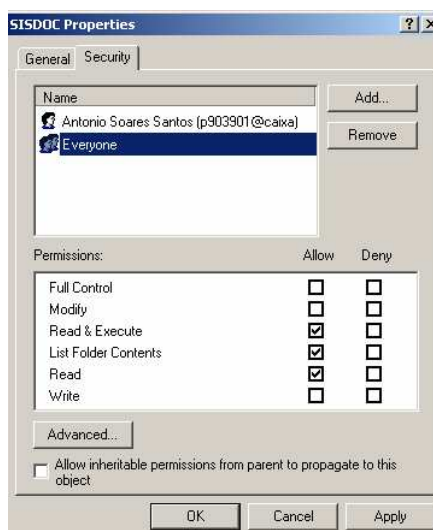 SISDOC Properties
General Security
Name
Antonio Soares Santos (p903901@caixa)
Everyone
Add...
Remove
Permissions: Allow Deny
Full Control
Modify
Read & Execute
List Folder Contents
Read
Write
Advanced...
Allow inheritable permissions from parent to propagate to this
object
OK Cancel Apply